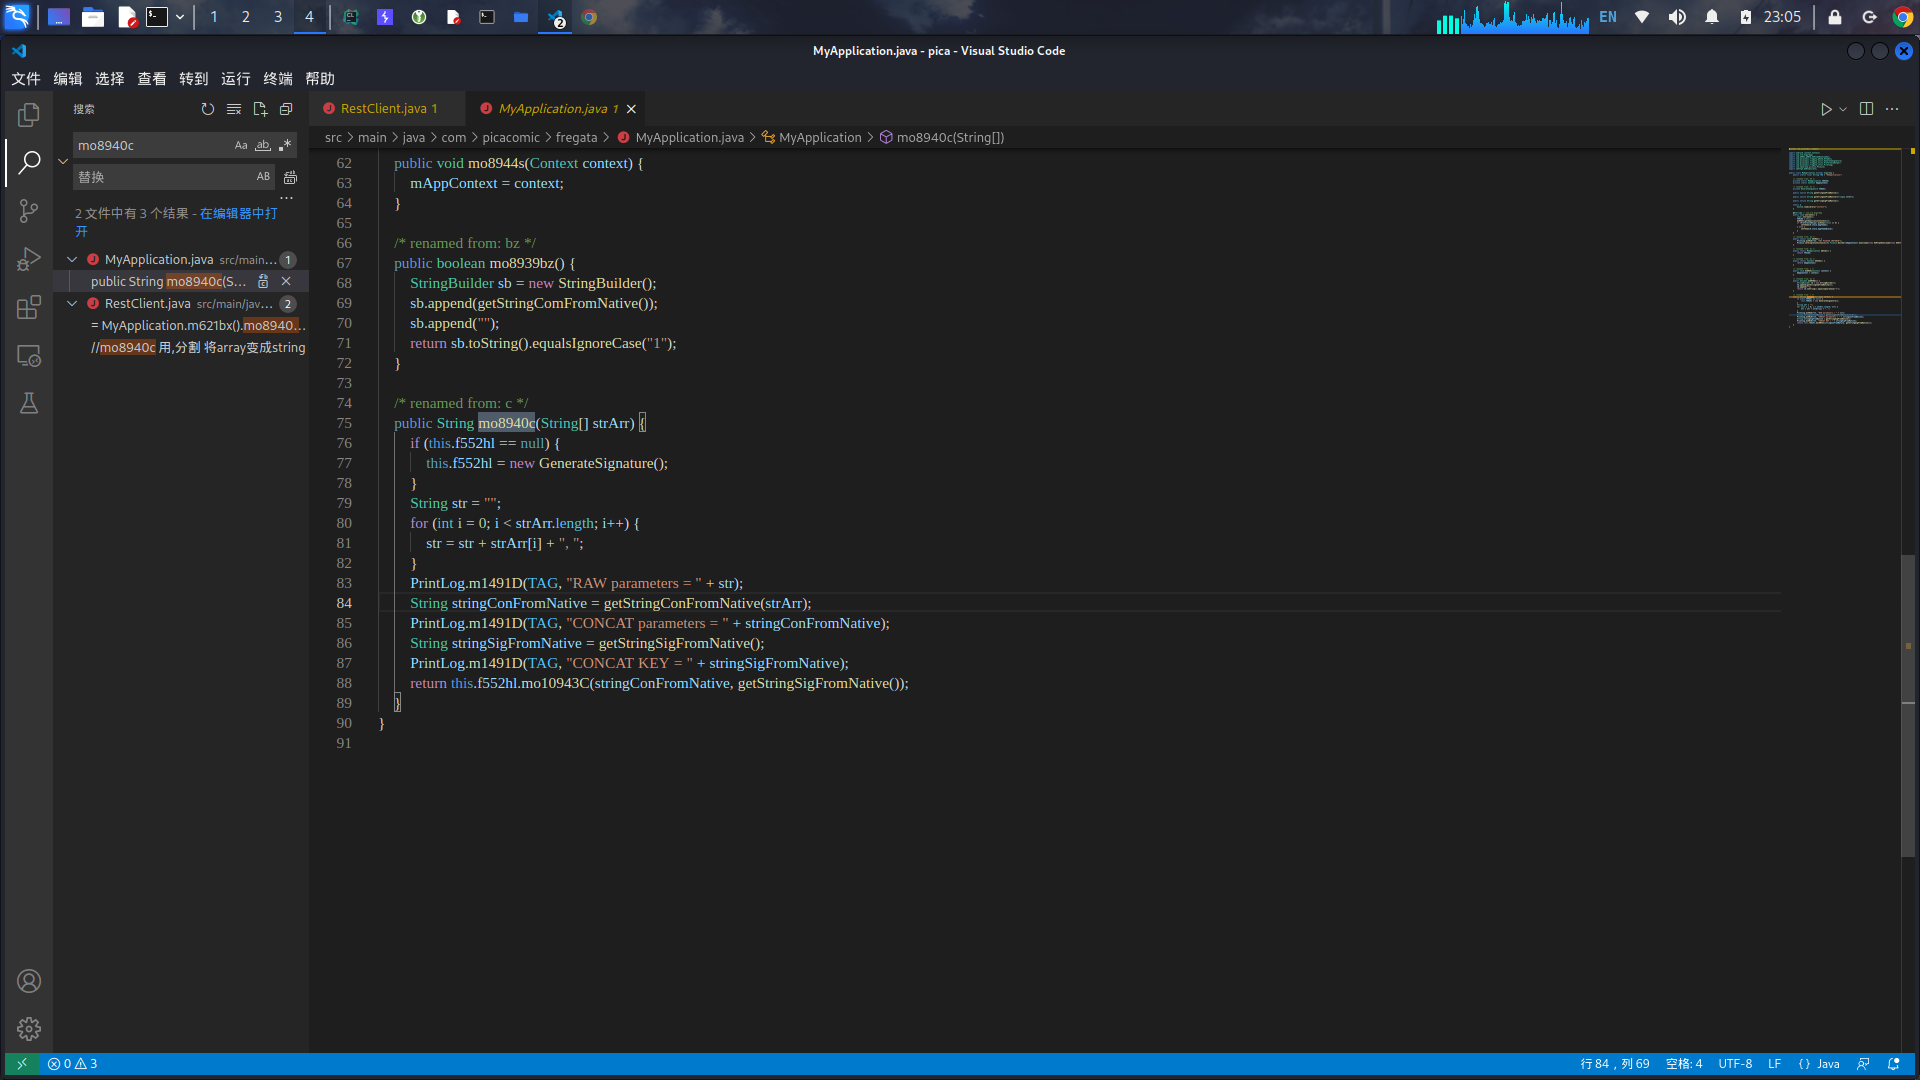 1 2 3 4
2
EN
23:05
MyApplication.java - pica - Visual Studio Code
文件 编辑 选择 查看 转到 运行 终端 帮助
搜索
RestClient.java 1
MyApplication.java 1
src > main > java > com > picacomic > fregata > MyApplication.java > MyApplication > mo8940c(String[])
mo8940c
Aa ab
替换
AB
2 文件中有 3 个结果 - 在编辑器中打
开
MyApplication.java src/main... 1
public String mo8940c(S...
RestClient.java src/main/jav... 2
= MyApplication.m621bx().mo8940...
//mo8940c 用,分割 将array变成string
62 public void mo8944s(Context context) {
63 mAppContext = context;
64 }
65
66 /* renamed from: bz */
67 public boolean mo8939bz() {
68 StringBuilder sb = new StringBuilder();
69 sb.append(getStringComFromNative());
70 sb.append("");
71 return sb.toString().equalsIgnoreCase("1");
72 }
73
74 /* renamed from: c */
75 public String mo8940c(String[] strArr) {
76 if (this.f552hl == null) {
77 this.f552hl = new GenerateSignature();
78 }
79 String str = "";
80 for (int i = 0; i < strArr.length; i++) {
81 str = str + strArr[i] + ", ";
82 }
83 PrintLog.m1491D(TAG, "RAW parameters = " + str);
84 String stringConFromNative = getStringConFromNative(strArr);
85 PrintLog.m1491D(TAG, "CONCAT parameters = " + stringConFromNative);
86 String stringSigFromNative = getStringSigFromNative();
87 PrintLog.m1491D(TAG, "CONCAT KEY = " + stringSigFromNative);
88 return this.f552hl.mo10943C(stringConFromNative, getStringSigFromNative());
89 }
90 }
91
0 3
行 84，列 69 空格: 4 UTF-8 LF {} Java